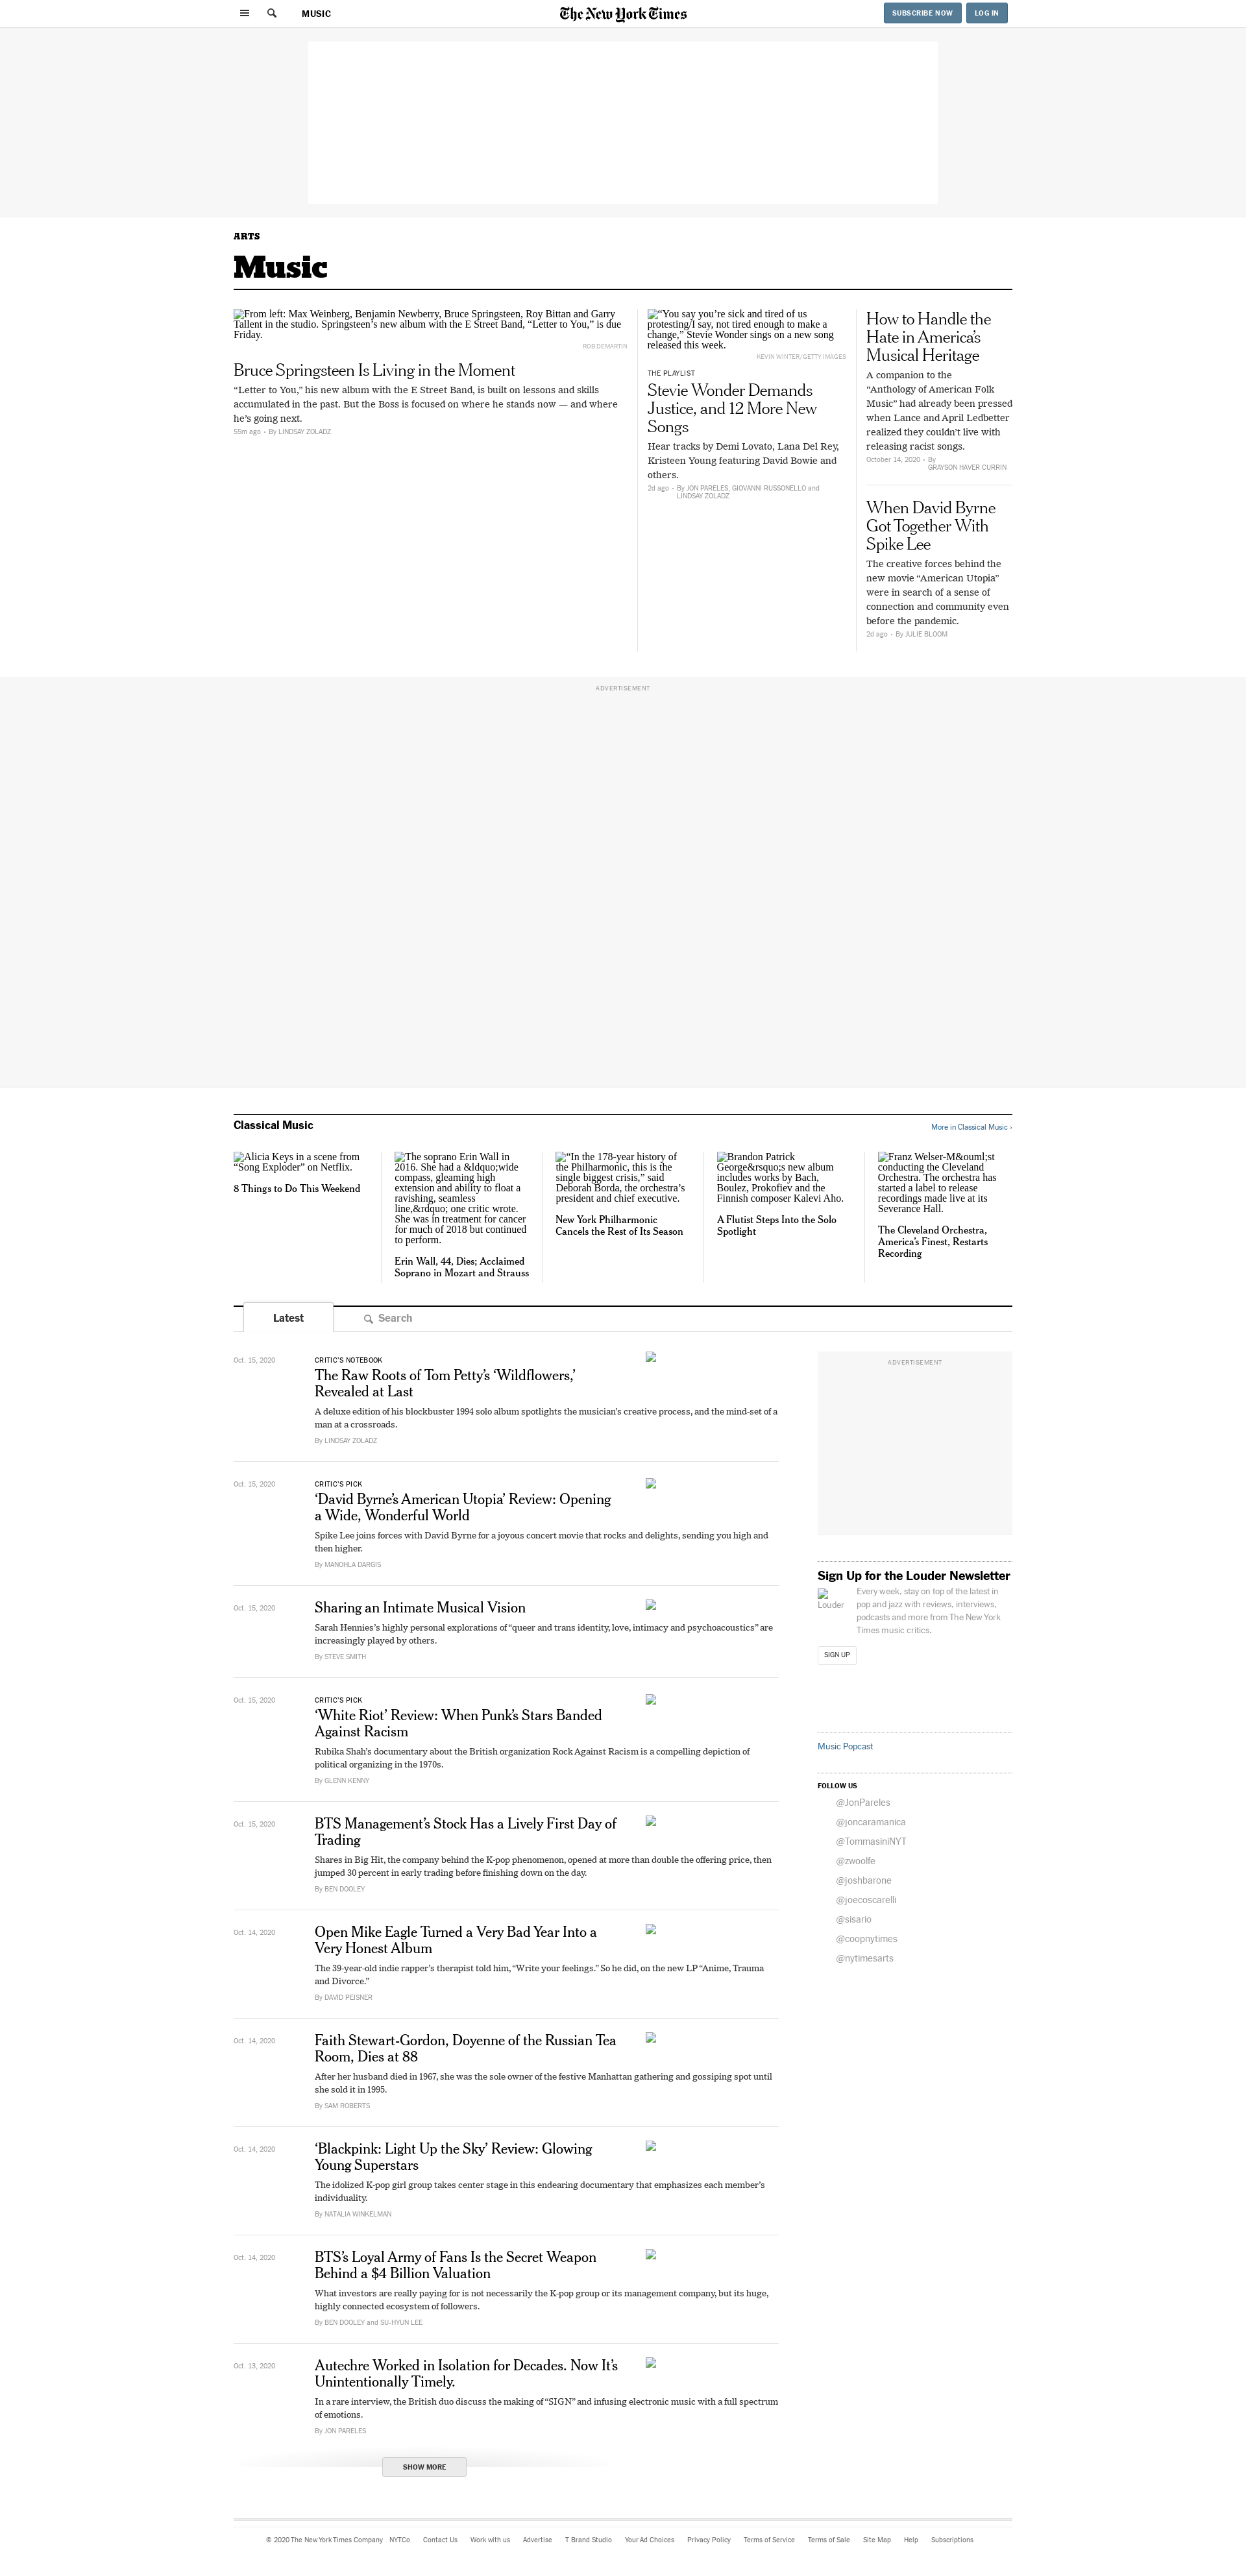 MUSIC
The New York Times
SUBSCRIBE NOW
LOG IN
ARTS
Music
From left: Max Weinberg, Benjamin Newberry, Bruce Springsteen, Roy Bittan and Garry
Tallent in the studio. Springsteen's new album with the E Street Band, “Letter to You,” is due
Friday.
ROB DEMARTIN
Bruce Springsteen Is Living in the Moment
“Letter to You,” his new album with the E Street Band, is built on lessons and skills
accumulated in the past. But the Boss is focused on where he stands now — and where
he's going next.
55m ago · By LINDSAY ZOLADZ
“You say you're sick and tired of us
protesting/I say, not tired enough to make a
change,” Stevie Wonder sings on a new song
released this week.
KEVIN WINTER/GETTY IMAGES
THE PLAYLIST
Stevie Wonder Demands
Justice, and 12 More New
Songs
Hear tracks by Demi Lovato, Lana Del Rey,
Kristeen Young featuring David Bowie and
others.
2d ago · By JON PARELES, GIOVANNI RUSSONELLO and
LINDSAY ZOLADZ
How to Handle the
Hate in America's
Musical Heritage
A companion to the
“Anthology of American Folk
Music” had already been pressed
when Lance and April Ledbetter
realized they couldn't live with
releasing racist songs.
October 14, 2020 · By
GRAYSON HAVER CURRIN
When David Byrne
Got Together With
Spike Lee
The creative forces behind the
new movie “American Utopia”
were in search of a sense of
connection and community even
before the pandemic.
2d ago · By JULIE BLOOM
ADVERTISEMENT
Classical Music
More in Classical Music ›
Alicia Keys in a scene from
“Song Exploder” on Netflix.
8 Things to Do This Weekend
The soprano Erin Wall in
2016. She had a &ldquo;wide
compass, gleaming high
extension and ability to float a
ravishing, seamless
line,&rdquo; one critic wrote.
She was in treatment for cancer
for much of 2018 but continued
to perform.
Erin Wall, 44, Dies; Acclaimed
Soprano in Mozart and Strauss
“In the 178-year history of
the Philharmonic, this is the
single biggest crisis,” said
Deborah Borda, the orchestra's
president and chief executive.
New York Philharmonic
Cancels the Rest of Its Season
Brandon Patrick
George&rsquo;s new album
includes works by Bach,
Boulez, Prokofiev and the
Finnish composer Kalevi Aho.
A Flutist Steps Into the Solo
Spotlight
Franz Welser-M&ouml;st
conducting the Cleveland
Orchestra. The orchestra has
started a label to release
recordings made live at its
Severance Hall.
The Cleveland Orchestra,
America's Finest, Restarts
Recording
Latest
Search
Oct. 15, 2020
CRITIC'S NOTEBOOK
The Raw Roots of Tom Petty's ‘Wildflowers,’
Revealed at Last
A deluxe edition of his blockbuster 1994 solo album spotlights the musician's creative process, and the mind-set of a
man at a crossroads.
By LINDSAY ZOLADZ
Oct. 15, 2020
CRITIC'S PICK
‘David Byrne's American Utopia’ Review: Opening
a Wide, Wonderful World
Spike Lee joins forces with David Byrne for a joyous concert movie that rocks and delights, sending you high and
then higher.
By MANOHLA DARGIS
Oct. 15, 2020
Sharing an Intimate Musical Vision
Sarah Hennies's highly personal explorations of “queer and trans identity, love, intimacy and psychoacoustics” are
increasingly played by others.
By STEVE SMITH
Oct. 15, 2020
CRITIC'S PICK
‘White Riot’ Review: When Punk's Stars Banded
Against Racism
Rubika Shah's documentary about the British organization Rock Against Racism is a compelling depiction of
political organizing in the 1970s.
By GLENN KENNY
Oct. 15, 2020
BTS Management's Stock Has a Lively First Day of
Trading
Shares in Big Hit, the company behind the K-pop phenomenon, opened at more than double the offering price, then
jumped 30 percent in early trading before finishing down on the day.
By BEN DOOLEY
Oct. 14, 2020
Open Mike Eagle Turned a Very Bad Year Into a
Very Honest Album
The 39-year-old indie rapper's therapist told him, “Write your feelings.” So he did, on the new LP “Anime, Trauma
and Divorce.”
By DAVID PEISNER
Oct. 14, 2020
Faith Stewart-Gordon, Doyenne of the Russian Tea
Room, Dies at 88
After her husband died in 1967, she was the sole owner of the festive Manhattan gathering and gossiping spot until
she sold it in 1995.
By SAM ROBERTS
Oct. 14, 2020
‘Blackpink: Light Up the Sky’ Review: Glowing
Young Superstars
The idolized K-pop girl group takes center stage in this endearing documentary that emphasizes each member's
individuality.
By NATALIA WINKELMAN
Oct. 14, 2020
BTS's Loyal Army of Fans Is the Secret Weapon
Behind a $4 Billion Valuation
What investors are really paying for is not necessarily the K-pop group or its management company, but its huge,
highly connected ecosystem of followers.
By BEN DOOLEY and SU-HYUN LEE
Oct. 13, 2020
Autechre Worked in Isolation for Decades. Now It's
Unintentionally Timely.
In a rare interview, the British duo discuss the making of “SIGN” and infusing electronic music with a full spectrum
of emotions.
By JON PARELES
SHOW MORE
ADVERTISEMENT
Sign Up for the Louder Newsletter
Louder
Every week, stay on top of the latest in
pop and jazz with reviews, interviews,
podcasts and more from The New York
Times music critics.
SIGN UP
Music Popcast
FOLLOW US
@JonPareles
@joncaramanica
@TommasiniNYT
@zwoolfe
@joshbarone
@joecoscarelli
@sisario
@coopnytimes
@nytimesarts
© 2020 The New York Times Company NYTCo Contact Us Work with us Advertise T Brand Studio Your Ad Choices Privacy Policy Terms of Service Terms of Sale Site Map Help Subscriptions